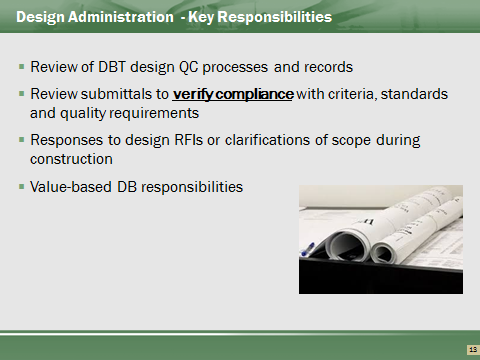 Design Administration - Key Responsibilities
Review of DBT design QC processes and records
Review submittals to verify compliance with criteria, standards
and quality requirements
Responses to design RFIs or clarifications of scope during
construction
Value-based DB responsibilities
13